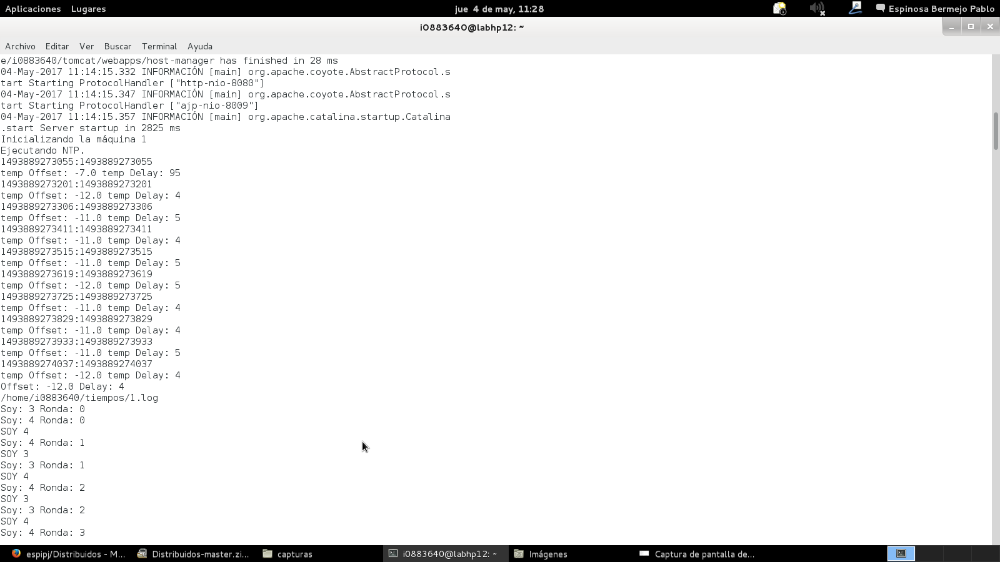 Aplicaciones Lugares jue 4 de may, 11:28 1 Espinosa Bermejo Pablo
i0883640@labhp12: ~
Archivo Editar Ver Buscar Terminal Ayuda
e/i0883640/tomcat/webapps/host-manager has finished in 28 ms
04-May-2017 11:14:15.332 INFORMACIÓN [main] org.apache.coyote.AbstractProtocol.s
tart Starting ProtocolHandler ["http-nio-8080"]
04-May-2017 11:14:15.347 INFORMACIÓN [main] org.apache.coyote.AbstractProtocol.s
tart Starting ProtocolHandler ["ajp-nio-8009"]
04-May-2017 11:14:15.357 INFORMACIÓN [main] org.apache.catalina.startup.Catalina
.start Server startup in 2825 ms
Inicializando la máquina 1
Ejecutando NTP.
1493889273055:1493889273055
temp Offset: -7.0 temp Delay: 95
1493889273201:1493889273201
temp Offset: -12.0 temp Delay: 4
1493889273306:1493889273306
temp Offset: -11.0 temp Delay: 5
1493889273411:1493889273411
temp Offset: -11.0 temp Delay: 4
1493889273515:1493889273515
temp Offset: -11.0 temp Delay: 5
1493889273619:1493889273619
temp Offset: -12.0 temp Delay: 5
1493889273725:1493889273725
temp Offset: -11.0 temp Delay: 4
1493889273829:1493889273829
temp Offset: -11.0 temp Delay: 4
1493889273933:1493889273933
temp Offset: -11.0 temp Delay: 5
1493889274037:1493889274037
temp Offset: -12.0 temp Delay: 4
Offset: -12.0 Delay: 4
/home/i0883640/tiempos/1.log
Soy: 3 Ronda: 0
Soy: 4 Ronda: 0
SOY 4
Soy: 4 Ronda: 1
SOY 3
Soy: 3 Ronda: 1
SOY 4
Soy: 4 Ronda: 2
SOY 3
Soy: 3 Ronda: 2
SOY 4
Soy: 4 Ronda: 3
espipj/Distribuidos - M... Distribuidos-master.zi... capturas i0883640@labhp12: ~ Imágenes Captura de pantalla de...